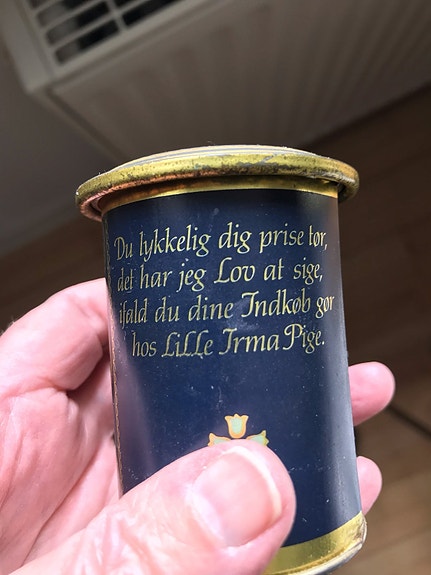 Du lykkelig dig prise tør,
det har jeg Lov at sige,
ifald du dine Indkøb gør
hos Lille Irma Pige.